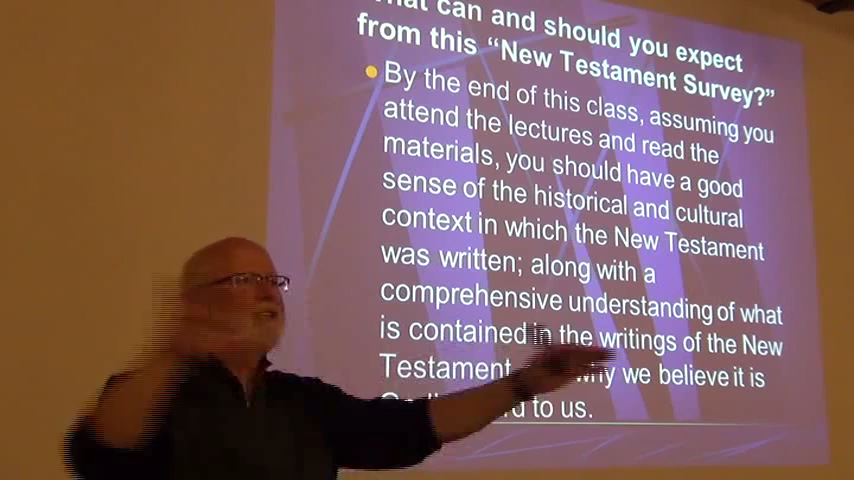 can and should you expect
from this “New Testament Survey?”
By the end of this class, assuming you
attend the lectures and read the
materials, you should have a good
sense of the historical and cultural
context in which the New Testament
was written; along with a
comprehensive understanding of what
is contained in the writings of the New
Testament we believe it is
to us.